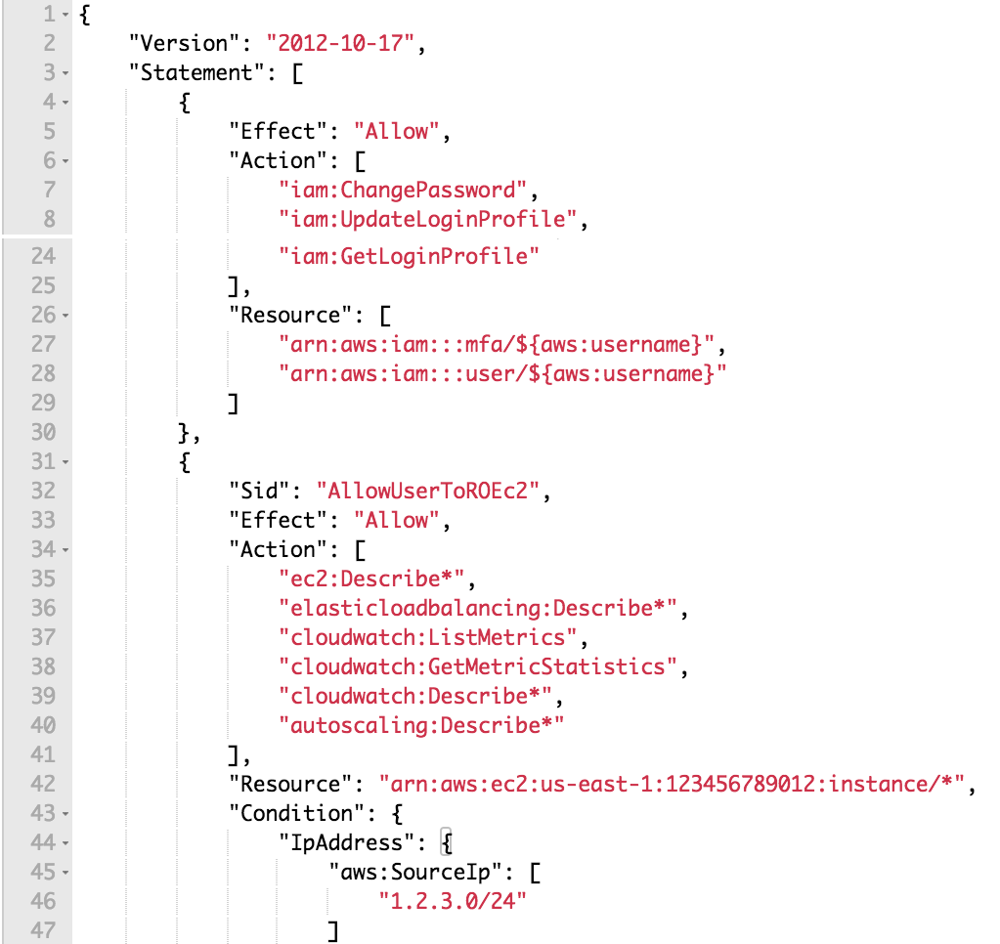 1 {
2 "Version": "2012-10-17",
3 "Statement": [
4 {
5 "Effect": "Allow",
6 "Action": [
7 "iam:ChangePassword",
8 "iam:UpdateLoginProfile",
24 "iam:GetLoginProfile"
25 ],
26 "Resource": [
27 "arn:aws:iam:::mfa/${aws:username}",
28 "arn:aws:iam:::user/${aws:username}"
29 ]
30 },
31 {
32 "Sid": "AllowUserToROEc2",
33 "Effect": "Allow",
34 "Action": [
35 "ec2:Describe*",
36 "elasticloadbalancing:Describe*",
37 "cloudwatch:ListMetrics",
38 "cloudwatch:GetMetricStatistics",
39 "cloudwatch:Describe*",
40 "autoscaling:Describe*"
41 ],
42 "Resource": "arn:aws:ec2:us-east-1:123456789012:instance/*",
43 "Condition": {
44 "IpAddress": {
45 "aws:SourceIp": [
46 "1.2.3.0/24"
47 ]